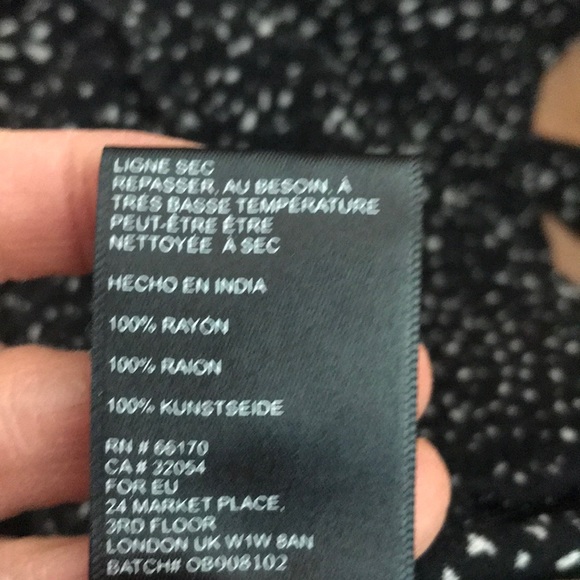 LIGNE SEC
REPASSER, AU BESOIN, À
TRÈS BASSE TEMPÉRATURE
PEUT-ÊTRE ÊTRE
NETTOYÉE À SEC
HECHO EN INDIA
100% RAYÓN
100% RAION
100% KUNSTSEIDE
RN # 66170
CA # 32054
FOR EU
24 MARKET PLACE,
3RD FLOOR
LONDON UK W1W 8AN
BATCH# OB908102